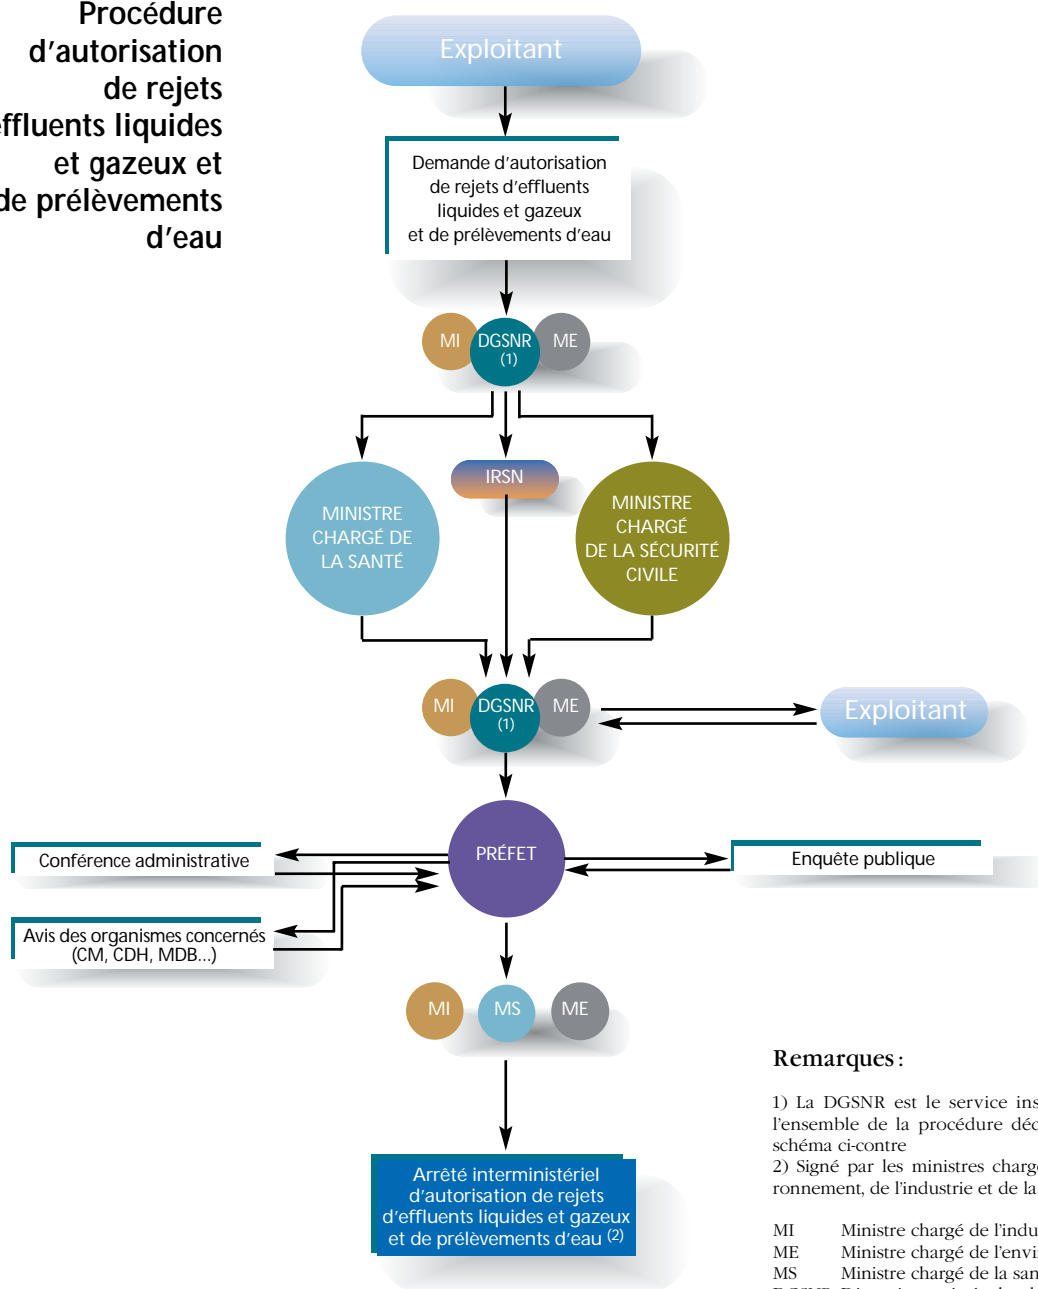 Procédure
d'autorisation
de rejets
effluents liquides
et gazeux et
de prélèvements
d'eau
Exploitant
Demande d'autorisation
de rejets d'effluents
liquides et gazeux
et de prélèvements d'eau
MI DGSNR (1) ME
MINISTRE
CHARGÉ DE
LA SANTÉ
IRSN
MINISTRE
CHARGÉ
DE LA SÉCURITÉ
CIVILE
MI DGSNR (1) ME
Exploitant
PRÉFET
Conférence administrative
Enquête publique
Avis des organismes concernés
(CM, CDH, MDB...)
MI MS ME
Arrêté interministériel
d'autorisation de rejets
d'effluents liquides et gazeux
et de prélèvements d'eau (2)
Remarques :
1) La DGSNR est le service ins
l'ensemble de la procédure déc
schéma ci-contre
2) Signé par les ministres charg
ronnement, de l'industrie et de la
MI Ministre chargé de l'indu
ME Ministre chargé de l'envi
MS Ministre chargé de la san